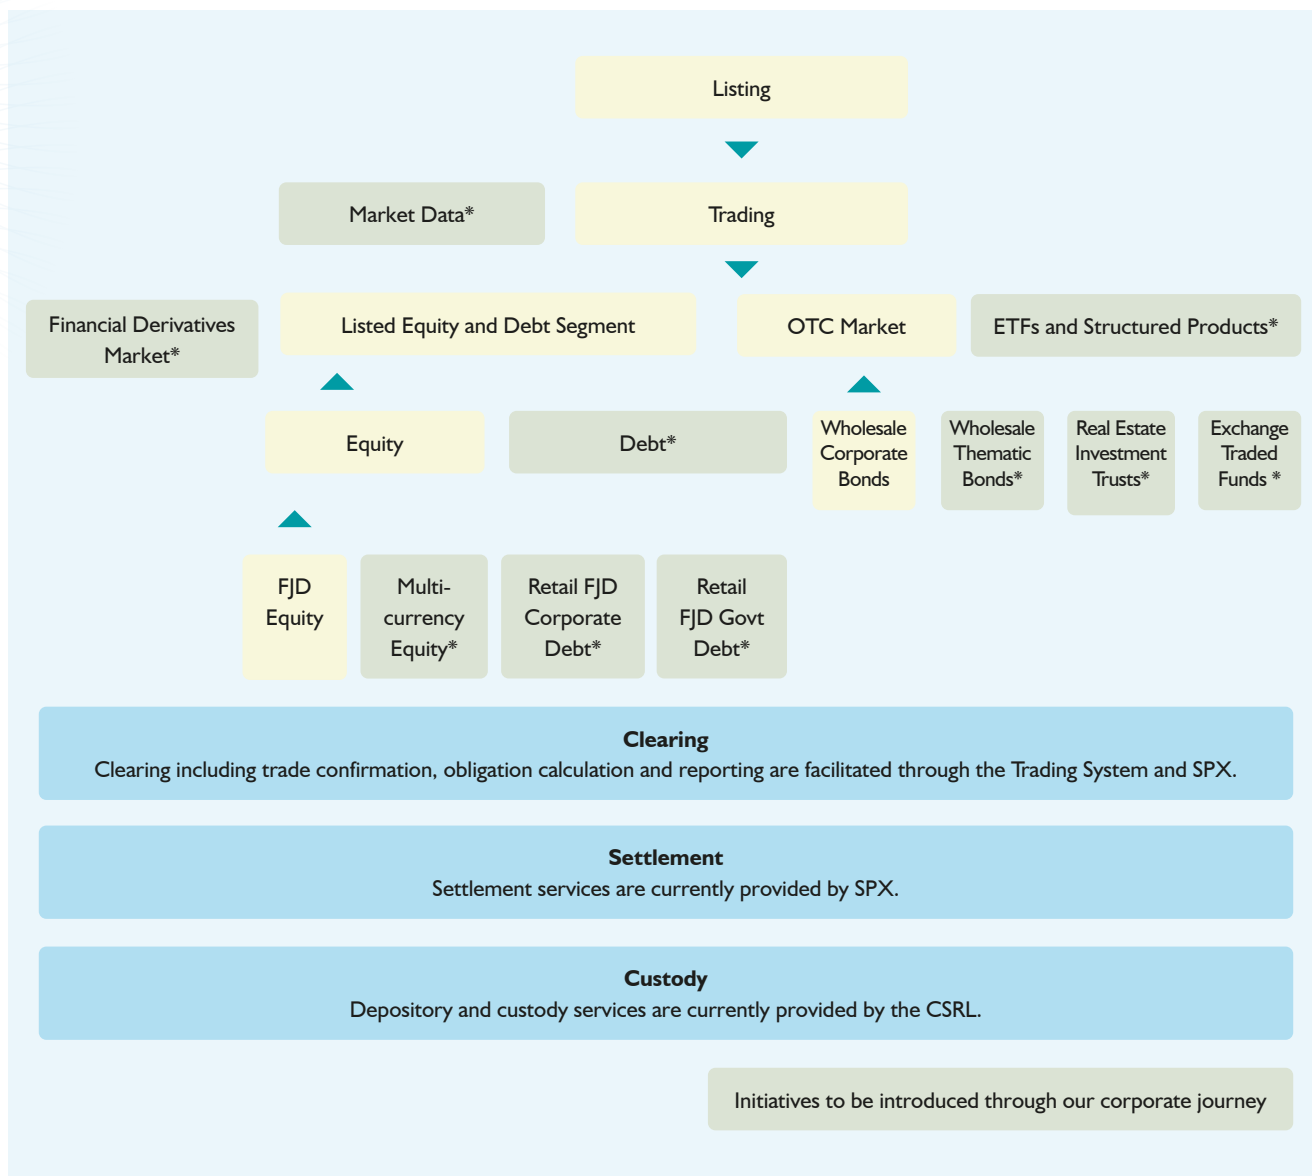 Listing
Market Data*
Trading
Financial Derivatives
Market*
Listed Equity and Debt Segment
OTC Market
ETFs and Structured Products*
Equity
Debt*
Wholesale
Corporate
Bonds
Wholesale
Thematic
Bonds*
Real Estate
Investment
Trusts*
Exchange
Traded
Funds *
FJD
Equity
Multi-
currency
Equity*
Retail FJD
Corporate
Debt*
Retail
FJD Govt
Debt*
Clearing
Clearing including trade confirmation, obligation calculation and reporting are facilitated through the Trading System and SPX.
Settlement
Settlement services are currently provided by SPX.
Custody
Depository and custody services are currently provided by the CSRL.
Initiatives to be introduced through our corporate journey